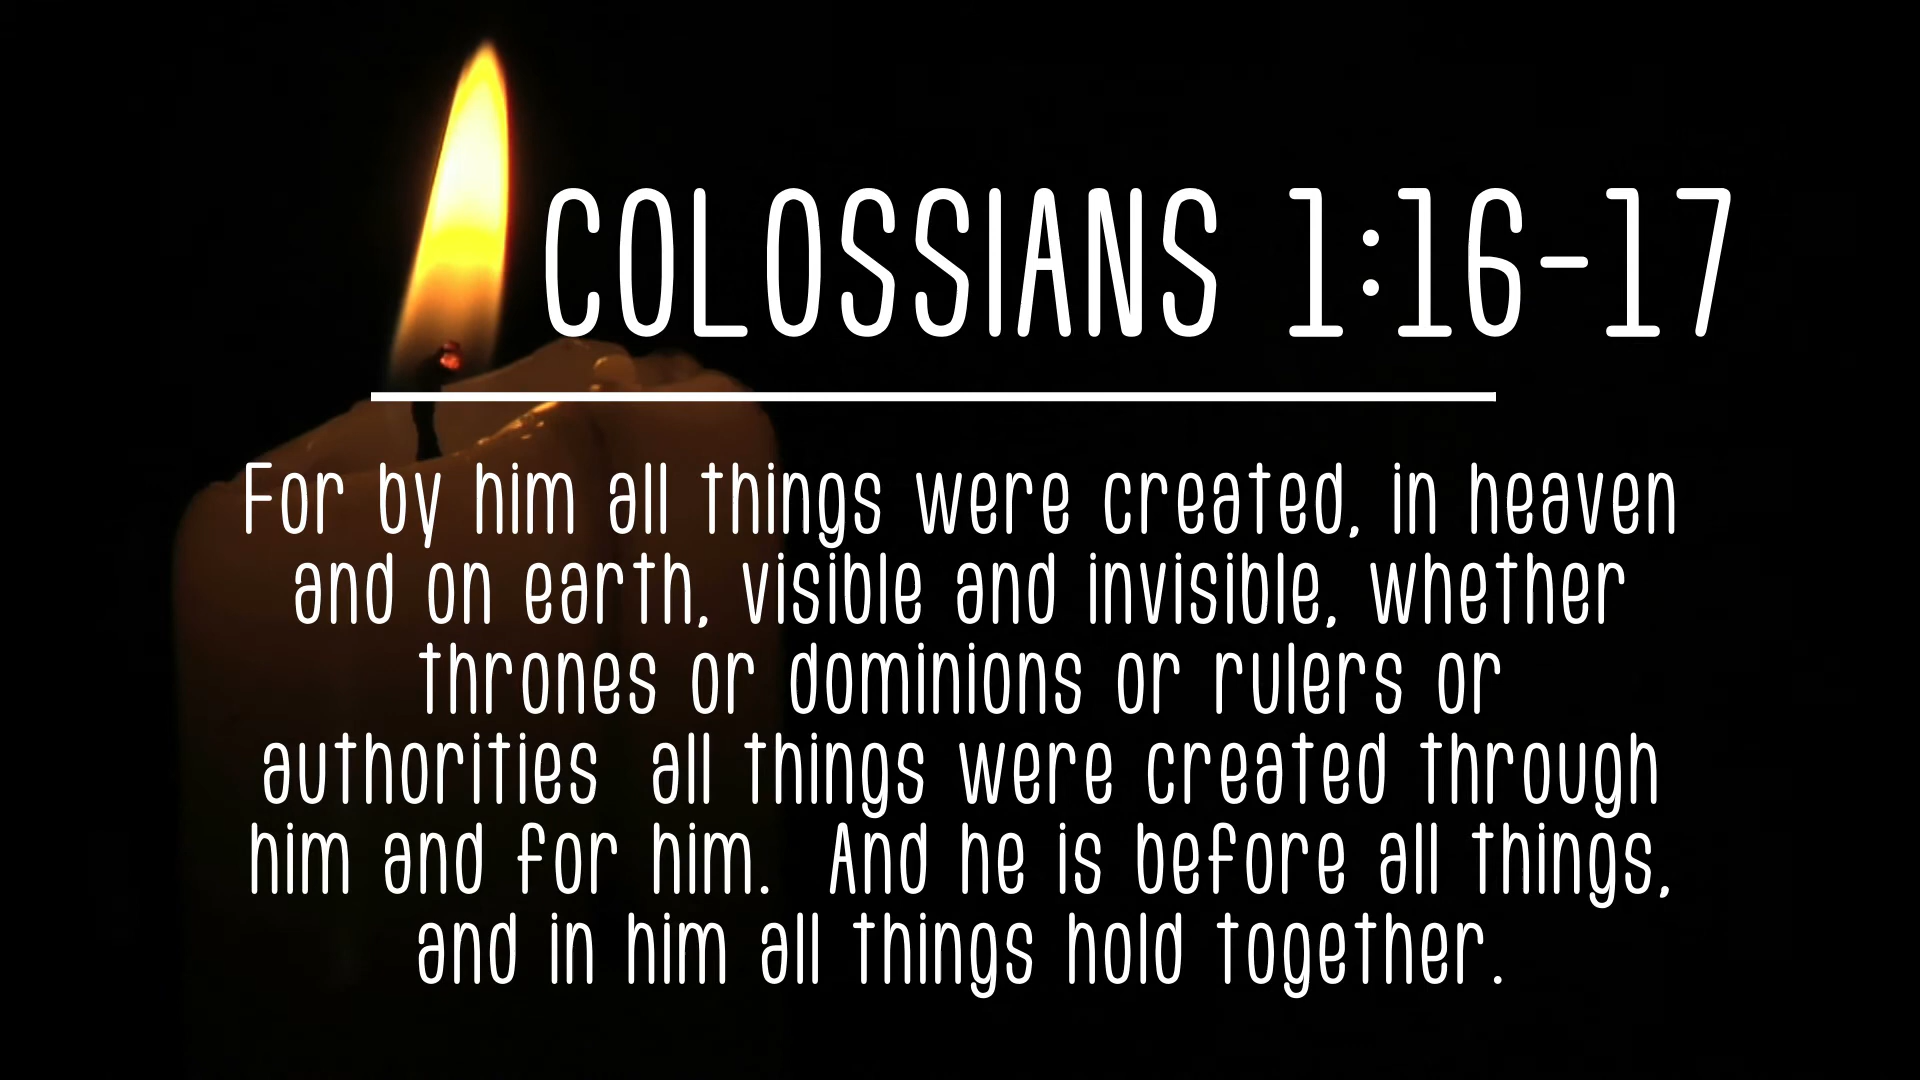 COLOSSIANS 1:16-17
For by him all things were created, in heaven
and on earth, visible and invisible, whether
thrones or dominions or rulers or
authorities  all things were created through
him and for him.  And he is before all things,
and in him all things hold together.